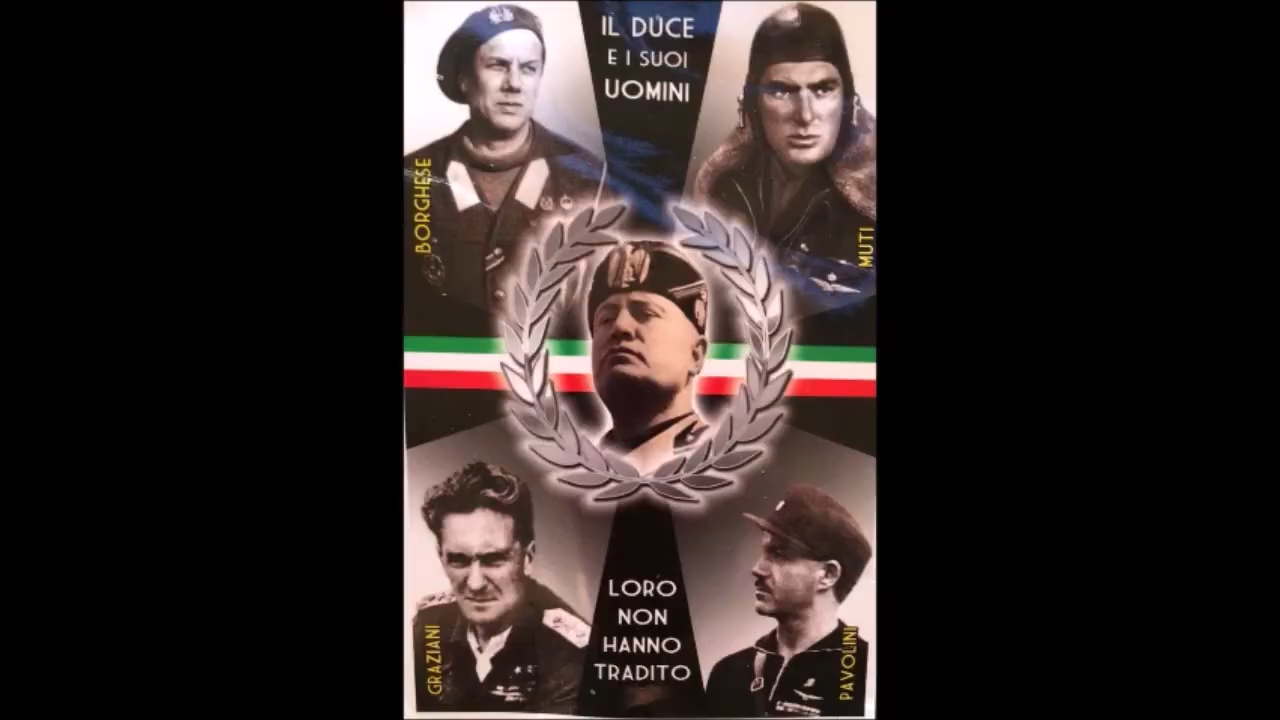 IL DUCE
E I SUOI
UOMINI
BORGHESE
MUTI
GRAZIANI
PAVOLINI
LORO
NON
HANNO
TRADITO